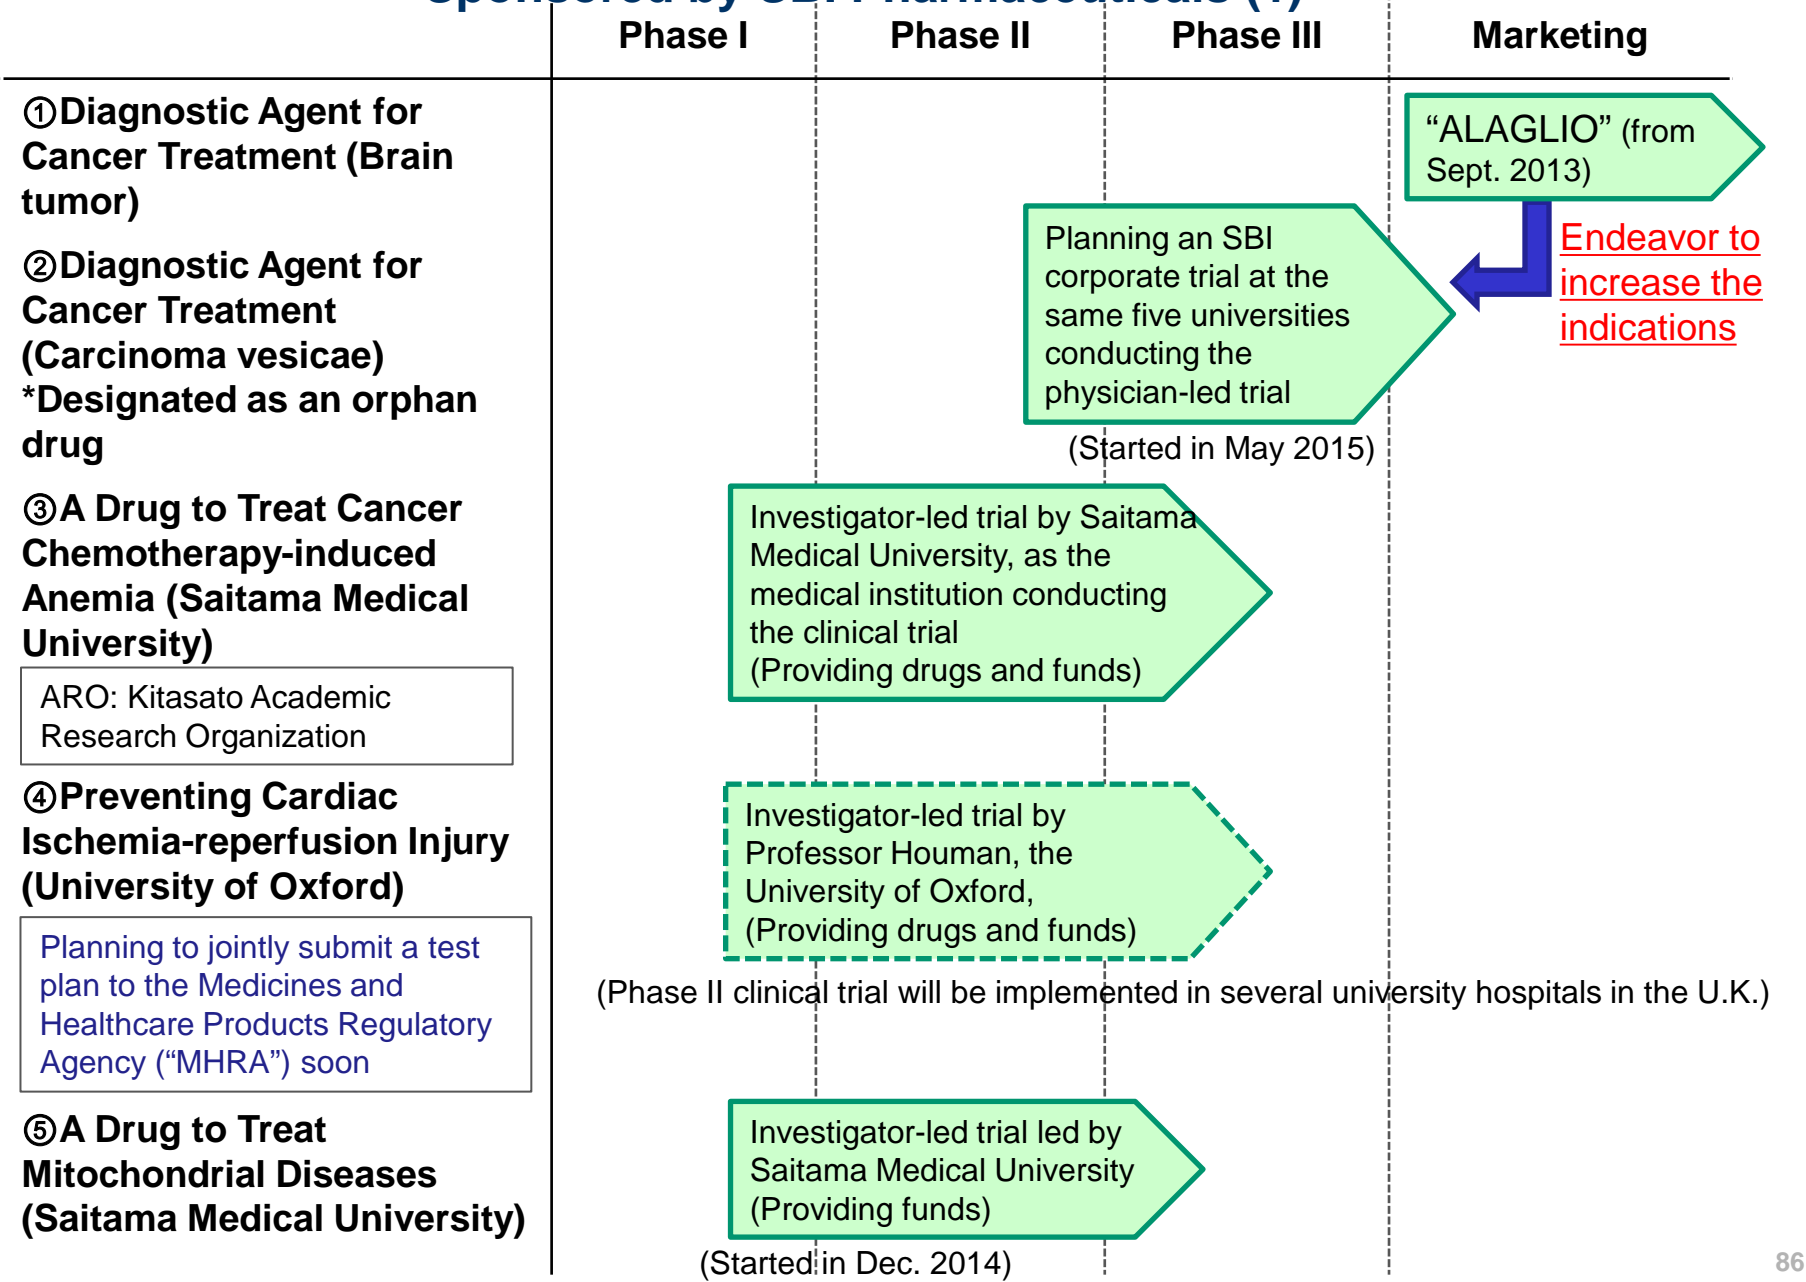 Sponsored by SBI Pharmaceuticals (1)
Phase I Phase II Phase III Marketing
①Diagnostic Agent for
Cancer Treatment (Brain
tumor)
“ALAGLIO” (from
Sept. 2013)
②Diagnostic Agent for
Cancer Treatment
(Carcinoma vesicae)
*Designated as an orphan
drug
Planning an SBI
corporate trial at the
same five universities
conducting the
physician-led trial
Endeavor to
increase the
indications
(Started in May 2015)
③A Drug to Treat Cancer
Chemotherapy-induced
Anemia (Saitama Medical
University)
Investigator-led trial by Saitama
Medical University, as the
medical institution conducting
the clinical trial
(Providing drugs and funds)
ARO: Kitasato Academic
Research Organization
④Preventing Cardiac
Ischemia-reperfusion Injury
(University of Oxford)
Investigator-led trial by
Professor Houman, the
University of Oxford,
(Providing drugs and funds)
Planning to jointly submit a test
plan to the Medicines and
Healthcare Products Regulatory
Agency (“MHRA”) soon
(Phase II clinical trial will be implemented in several university hospitals in the U.K.)
⑤A Drug to Treat
Mitochondrial Diseases
(Saitama Medical University)
Investigator-led trial led by
Saitama Medical University
(Providing funds)
(Started in Dec. 2014)
86